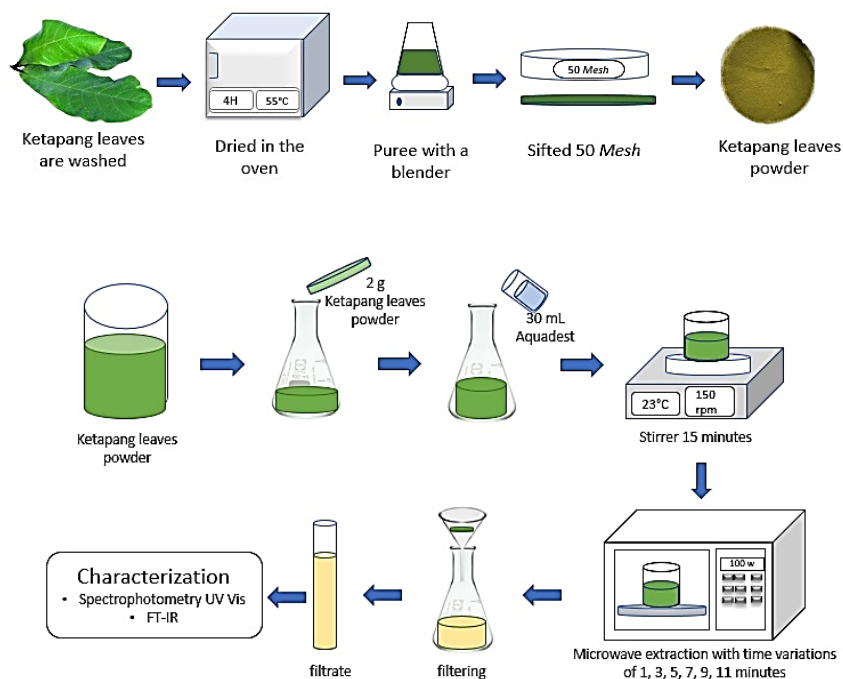 4H
55°C
50 Mesh
Ketapang leaves
are washed
Dried in the
oven
Puree with a
blender
Sifted 50 Mesh
Ketapang leaves
powder
2 g
Ketapang leaves
powder
30 mL
Aquadest
23°C
150
rpm
Ketapang leaves
powder
Stirrer 15 minutes
100 w
Characterization
• Spectrophotometry UV Vis
• FT-IR
filtrate
filtering
Microwave extraction with time variations
of 1, 3, 5, 7, 9, 11 minutes